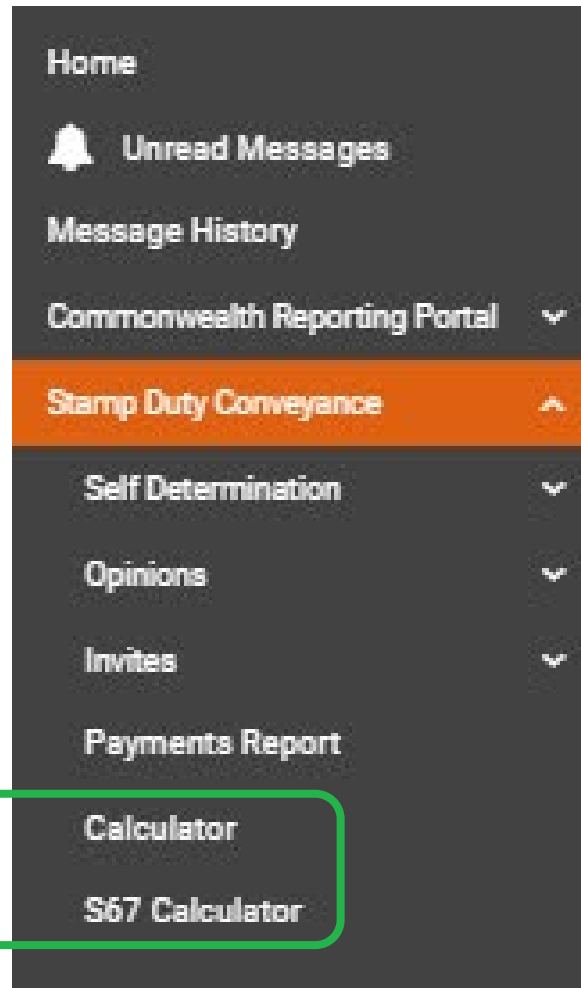 Home
Unread Messages
Message History
Commonwealth Reporting Portal
Stamp Duty Conveyance
Self Determination
Opinions
Invites
Payments Report
Calculator
S67 Calculator